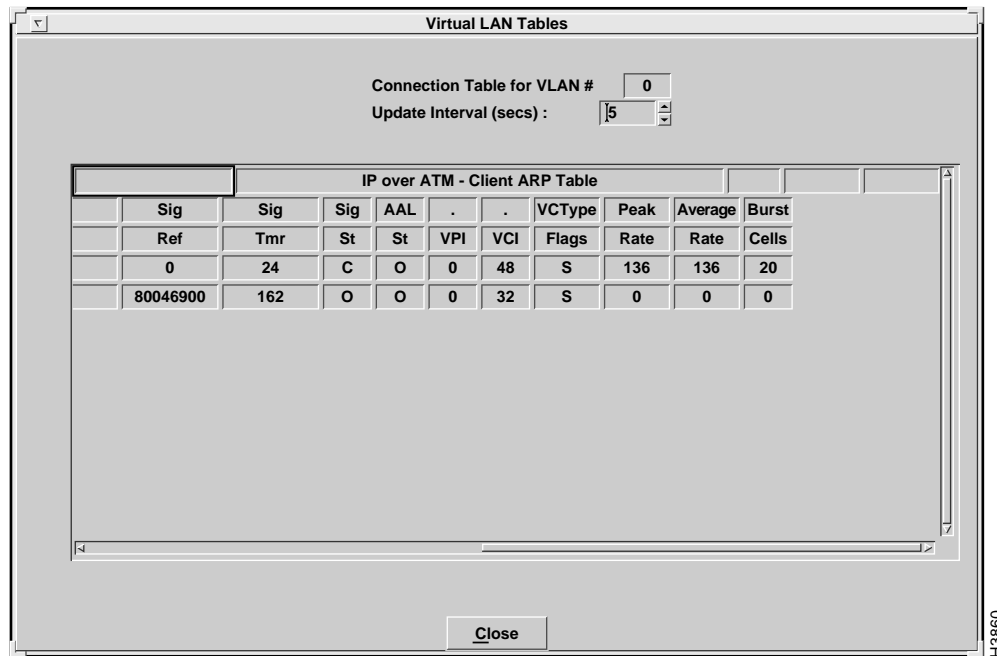 Virtual LAN Tables
Connection Table for VLAN # 0
Update Interval (secs) : 5
IP over ATM - Client ARP Table
Sig Sig Sig AAL . . VCType Peak Average Burst
Ref Tmr St St VPI VCI Flags Rate Rate Cells
0 24 C O 0 48 S 136 136 20
80046900 162 O O 0 32 S 0 0 0
Close
H3860